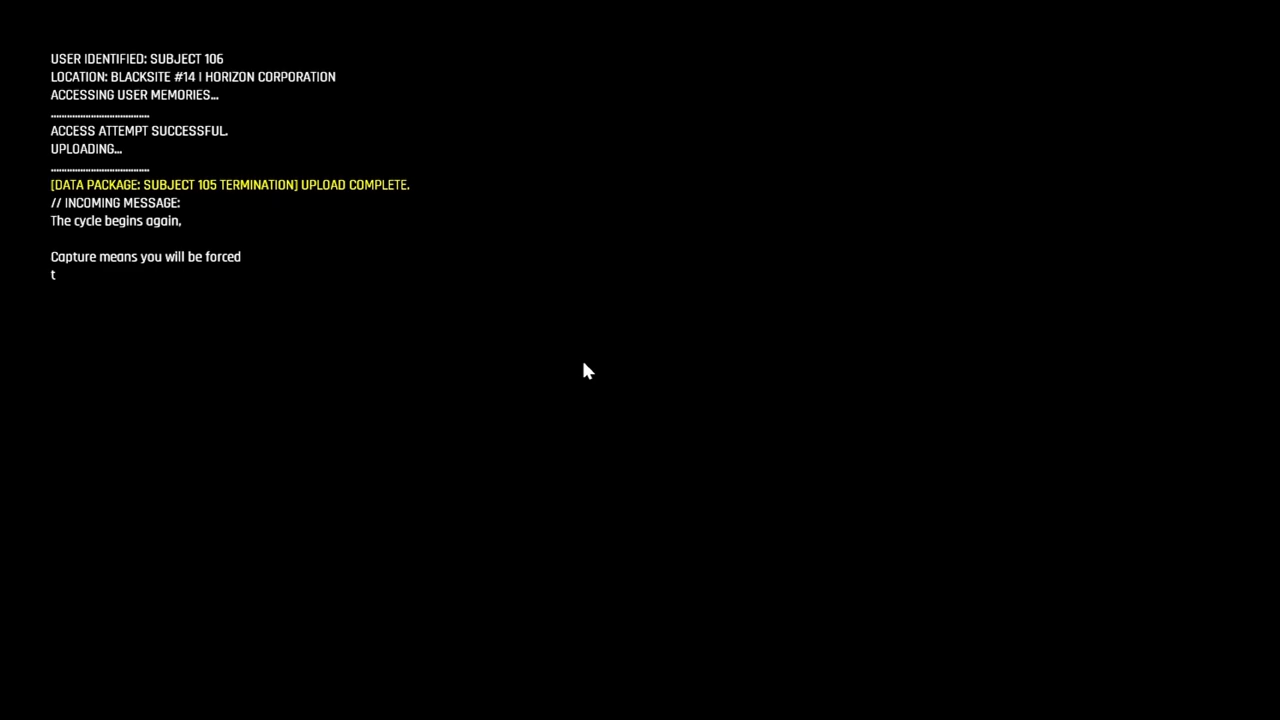 USER IDENTIFIED: SUBJECT 106
LOCATION: BLACKSITE #14 | HORIZON CORPORATION
ACCESSING USER MEMORIES...
....................................
ACCESS ATTEMPT SUCCESSFUL.
UPLOADING...
....................................
[DATA PACKAGE: SUBJECT 105 TERMINATION] UPLOAD COMPLETE.
// INCOMING MESSAGE:
The cycle begins again,
Capture means you will be forced
t